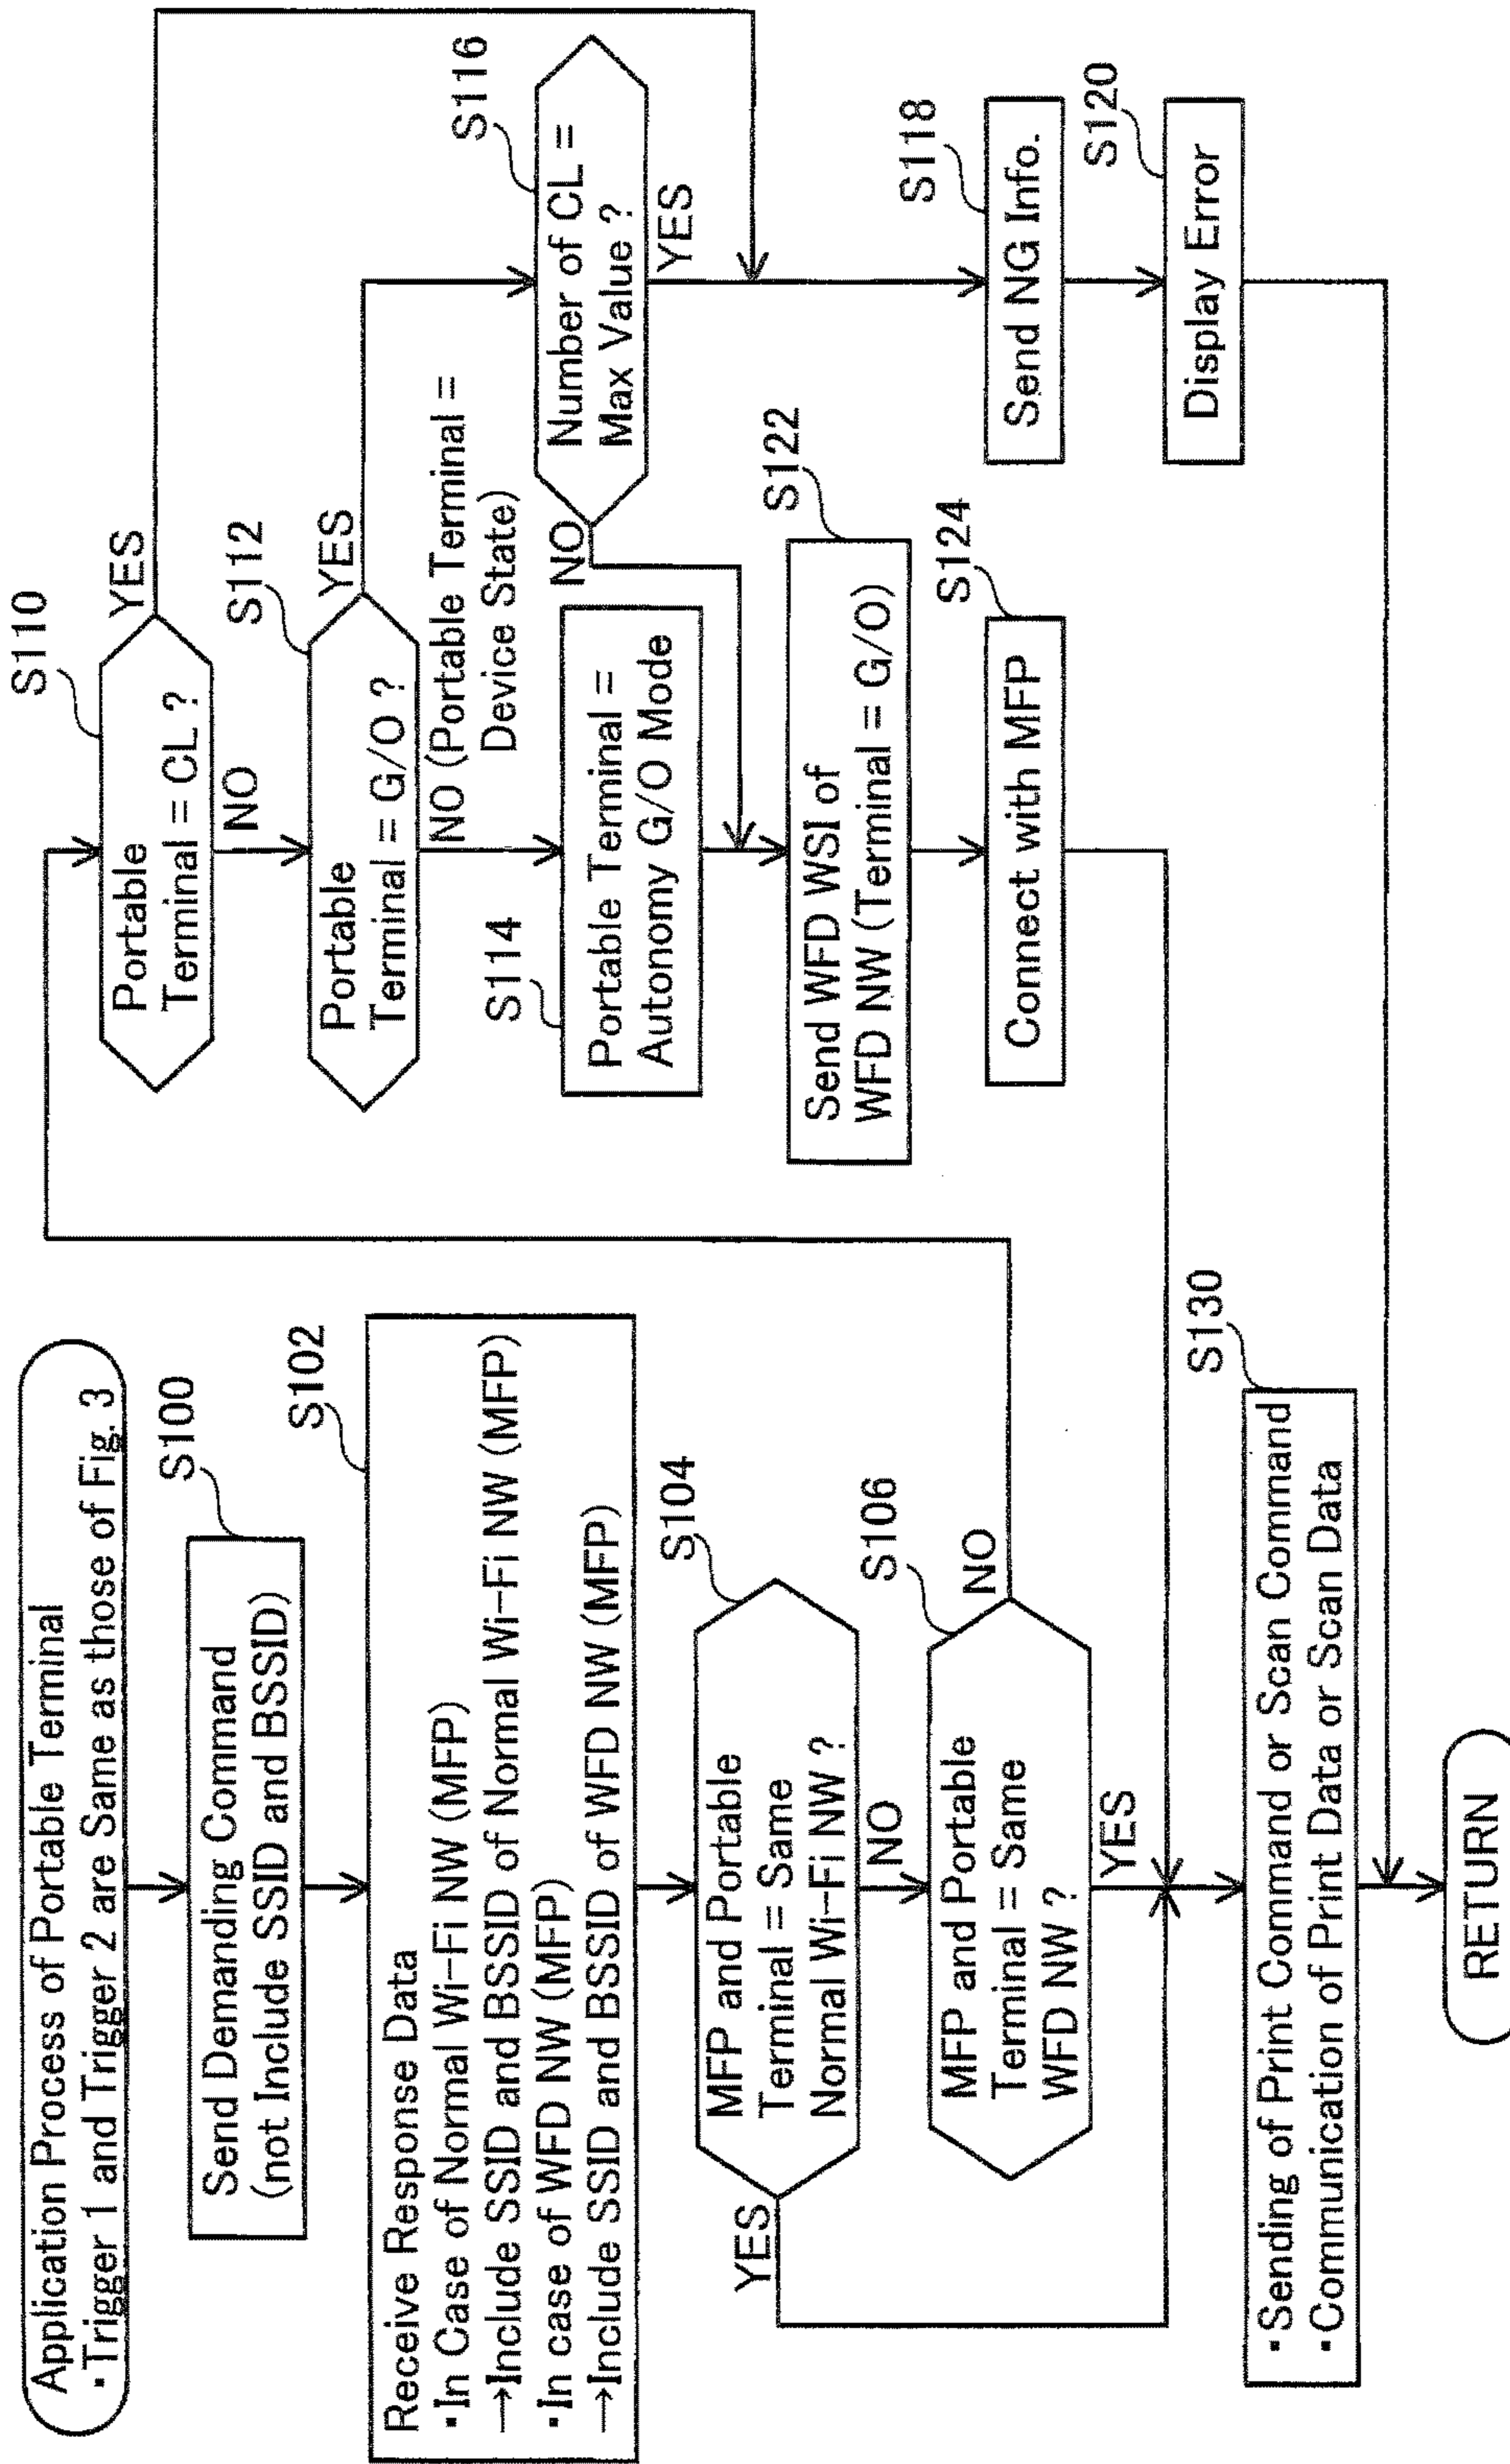 Application Process of Portable Terminal
・Trigger 1 and Trigger 2 are Same as those of Fig. 3
S100
Send Demanding Command
(not Include SSID and BSSID)
S102
Receive Response Data
・In Case of Normal Wi-Fi NW (MFP)
→Include SSID and BSSID of Normal Wi-Fi NW (MFP)
・In case of WFD NW (MFP)
→Include SSID and BSSID of WFD NW (MFP)
S104
MFP and Portable
Terminal = Same
Normal Wi-Fi NW ?
YES
NO
S106
MFP and Portable
Terminal = Same
WFD NW ?
NO
YES
S110
Portable
Terminal = CL ?
YES
NO
S112
Portable
Terminal = G/O ?
YES
NO (Portable Terminal =
Device State)
S114
Portable Terminal =
Autonomy G/O Mode
S116
Number of CL =
Max Value ?
NO
YES
S122
Send WFD WSI of
WFD NW (Terminal = G/O)
S124
Connect with MFP
S118
Send NG Info.
S120
Display Error
S130
・Sending of Print Command or Scan Command
・Communication of Print Data or Scan Data
RETURN